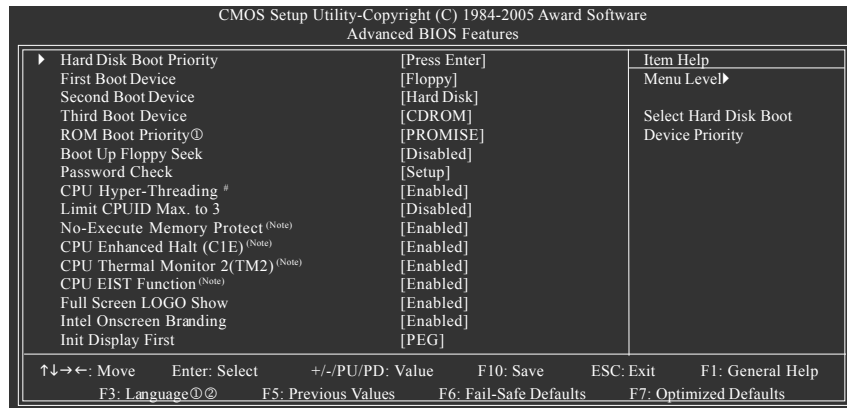 CMOS Setup Utility-Copyright (C) 1984-2005 Award Software
Advanced BIOS Features
Hard Disk Boot Priority [Press Enter]
First Boot Device [Floppy]
Second Boot Device [Hard Disk]
Third Boot Device [CDROM]
ROM Boot Priority① [PROMISE]
Boot Up Floppy Seek [Disabled]
Password Check [Setup]
CPU Hyper-Threading # [Enabled]
Limit CPUID Max. to 3 [Disabled]
No-Execute Memory Protect (Note) [Enabled]
CPU Enhanced Halt (C1E) (Note) [Enabled]
CPU Thermal Monitor 2(TM2) (Note) [Enabled]
CPU EIST Function (Note) [Enabled]
Full Screen LOGO Show [Enabled]
Intel Onscreen Branding [Enabled]
Init Display First [PEG]
Item Help
Menu Level▶
Select Hard Disk Boot
Device Priority
↑↓→←: Move Enter: Select +/-/PU/PD: Value F10: Save ESC: Exit F1: General Help
F3: Language①② F5: Previous Values F6: Fail-Safe Defaults F7: Optimized Defaults